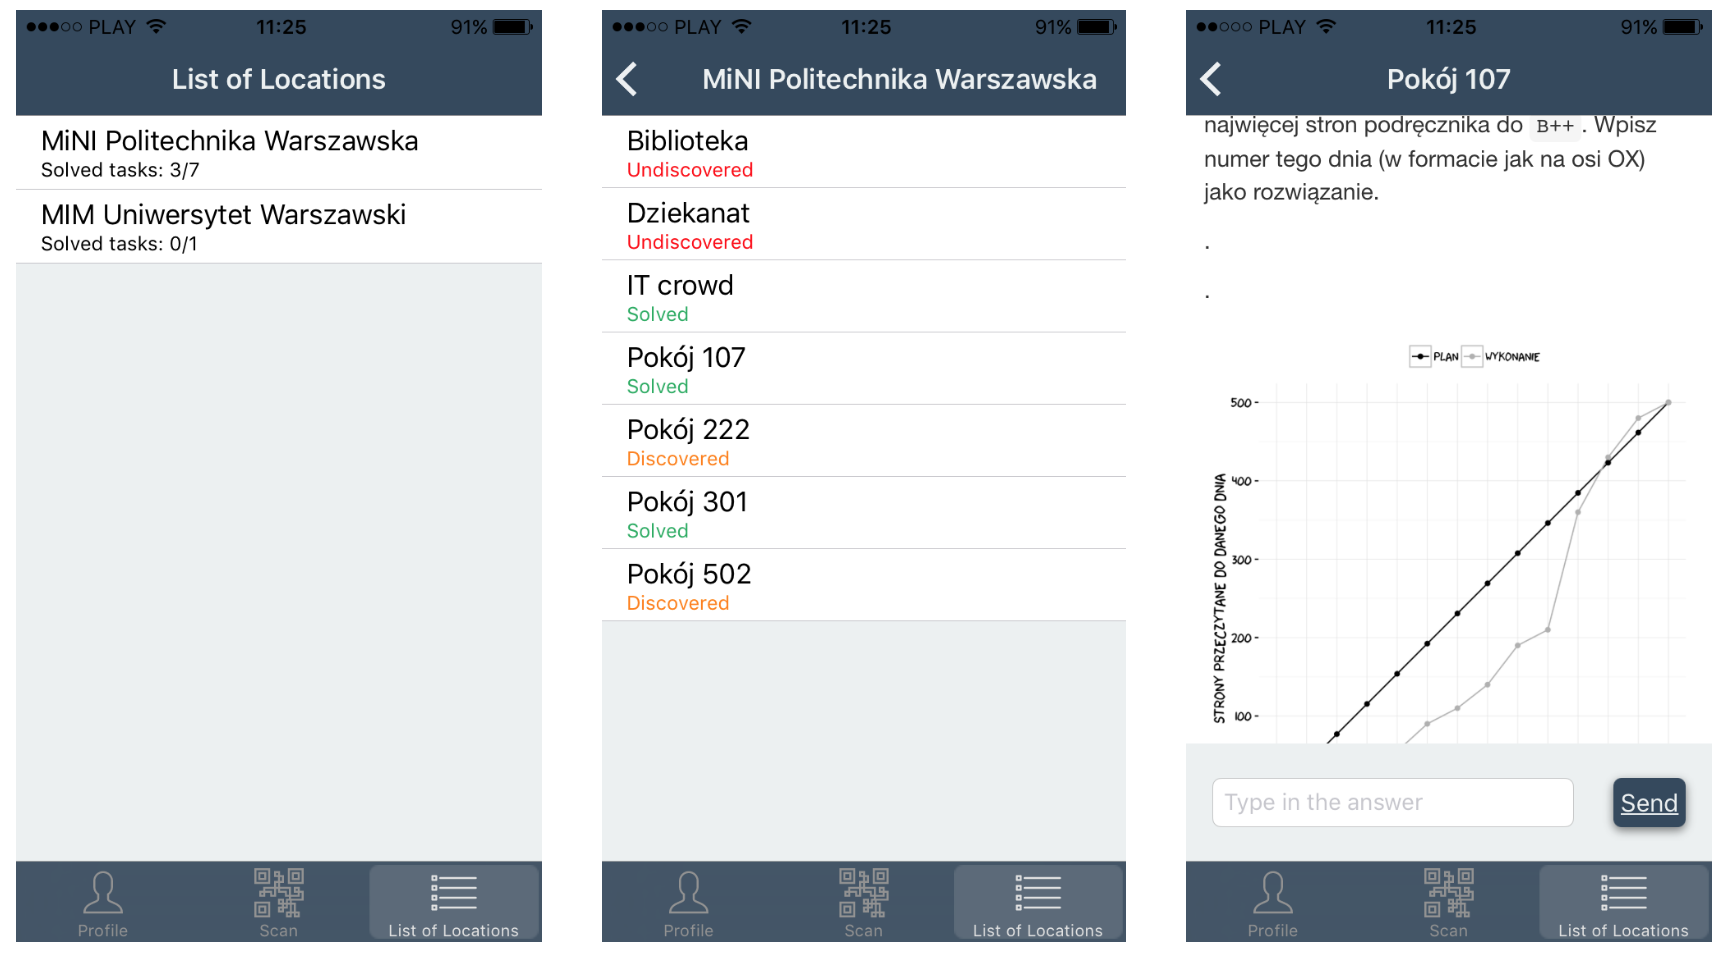 PLAY 11:25 91%
List of Locations
MiNI Politechnika Warszawska
Solved tasks: 3/7
MIM Uniwersytet Warszawski
Solved tasks: 0/1
Profile Scan List of Locations
PLAY 11:25 91%
MiNI Politechnika Warszawska
Biblioteka
Undiscovered
Dziekanat
Undiscovered
IT crowd
Solved
Pokój 107
Solved
Pokój 222
Discovered
Pokój 301
Solved
Pokój 502
Discovered
Profile Scan List of Locations
PLAY 11:25 91%
Pokój 107
najwięcej stron podręcznika do B++. Wpisz
numer tego dnia (w formacie jak na osi OX)
jako rozwiązanie.
.
.
PLAN WYKONANIE
STRONY PRZECZYTANE DO DANEGO DNIA
500
400
300
200
100
Type in the answer Send
Profile Scan List of Locations